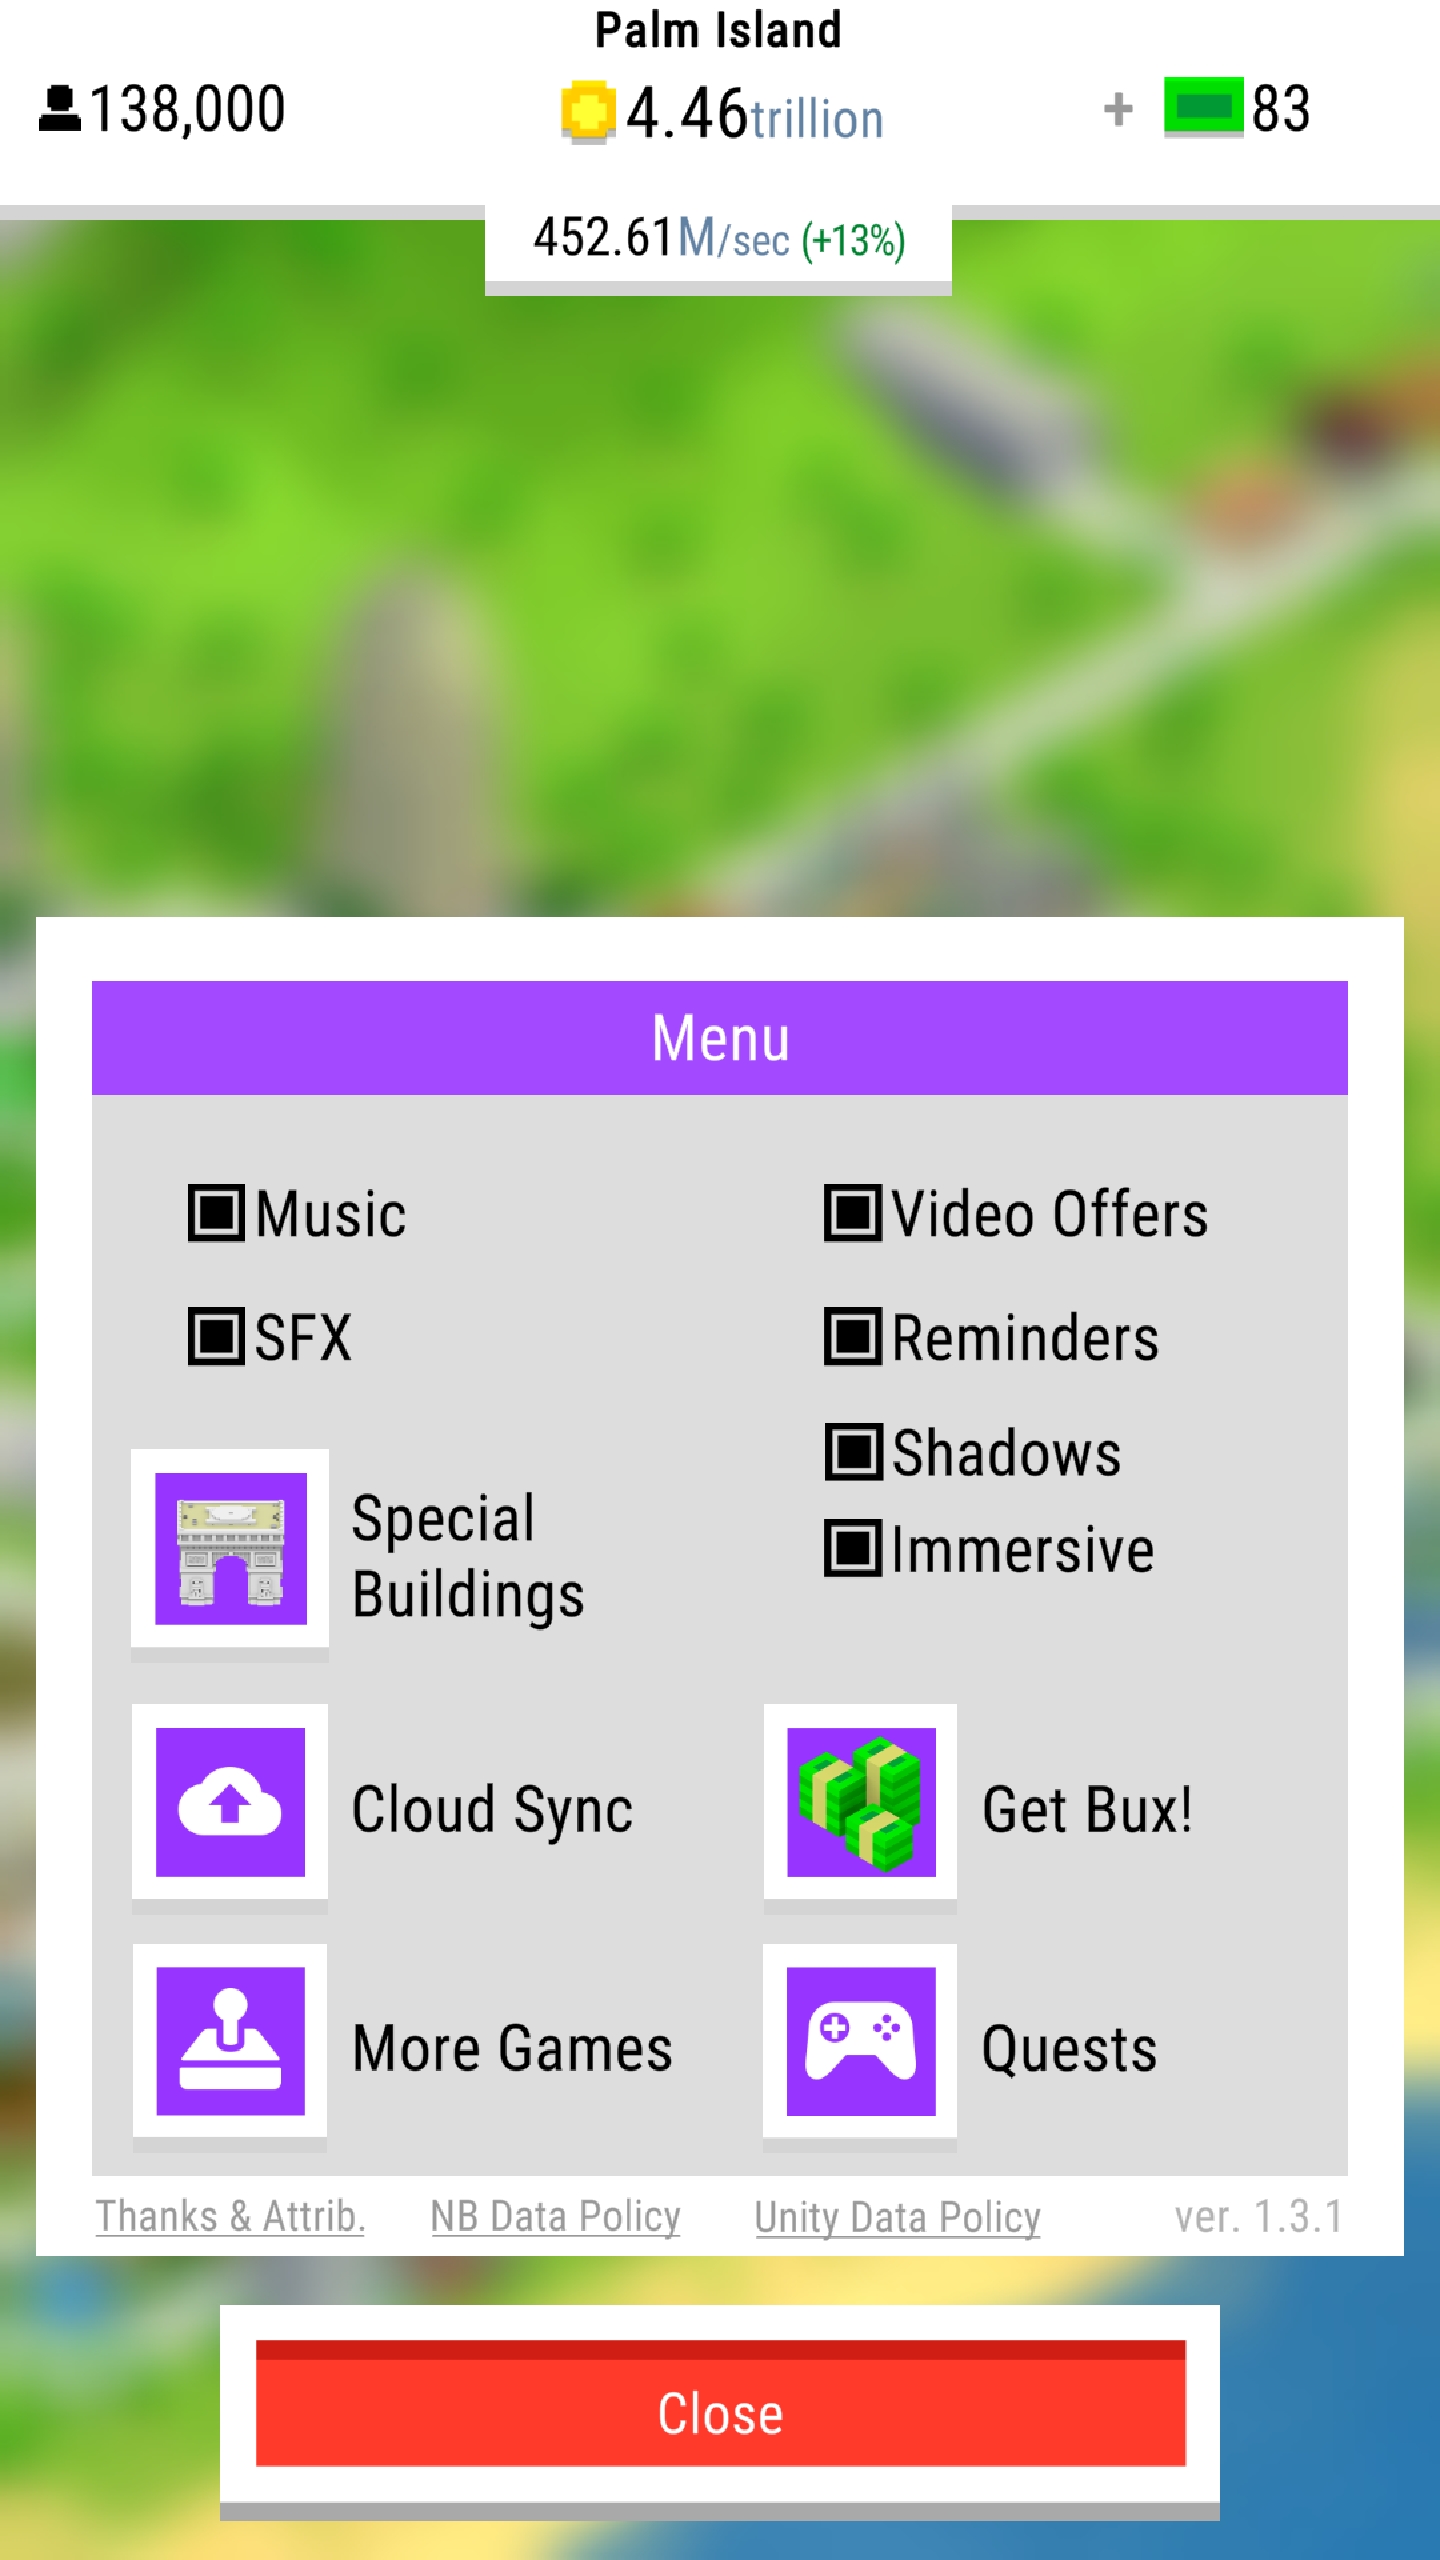 Palm Island
138,000
4.46trillion
+ 83
452.61M/sec (+13%)
Menu
Music
Video Offers
SFX
Reminders
Shadows
Immersive
Special
Buildings
Cloud Sync
Get Bux!
More Games
Quests
Thanks & Attrib. NB Data Policy Unity Data Policy ver. 1.3.1
Close